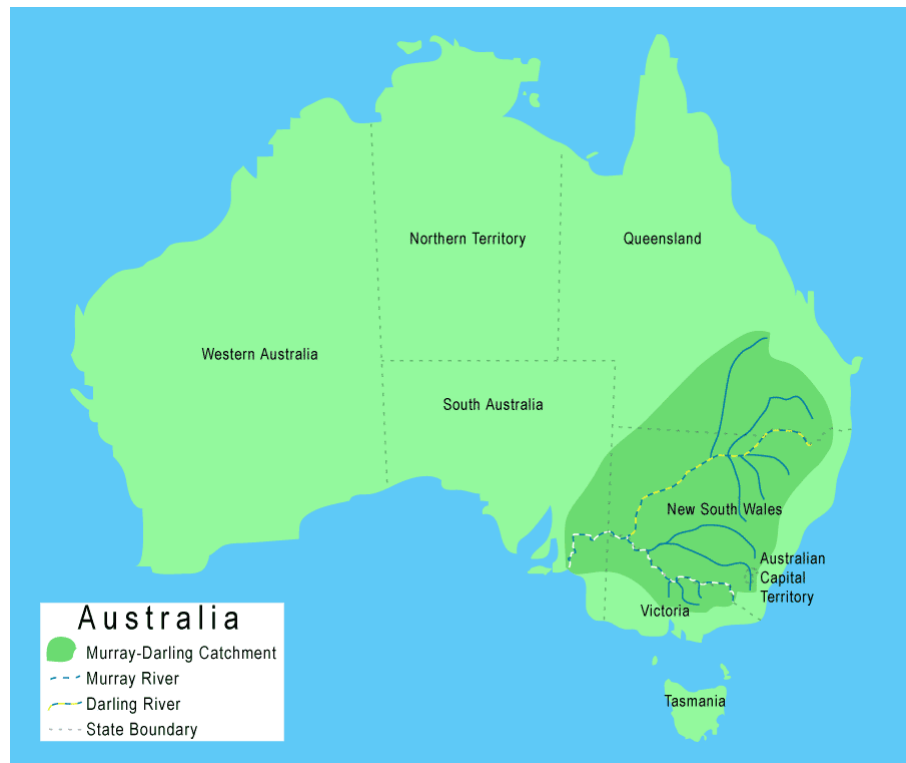 Northern Territory
Queensland
Western Australia
South Australia
New South Wales
Australian
Capital
Territory
Victoria
Tasmania
Australia
Murray-Darling Catchment
Murray River
Darling River
State Boundary